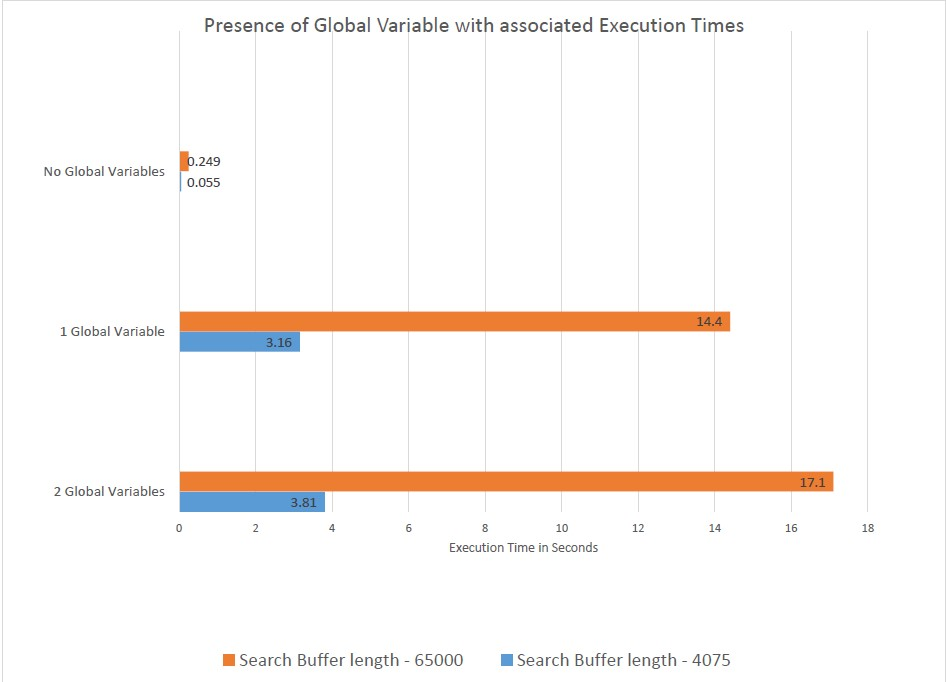 Presence of Global Variable with associated Execution Times
No Global Variables
0.249
0.055
1 Global Variable
14.4
3.16
2 Global Variables
17.1
3.81
0 2 4 6 8 10 12 14 16 18
Execution Time in Seconds
Search Buffer length - 65000 Search Buffer length - 4075